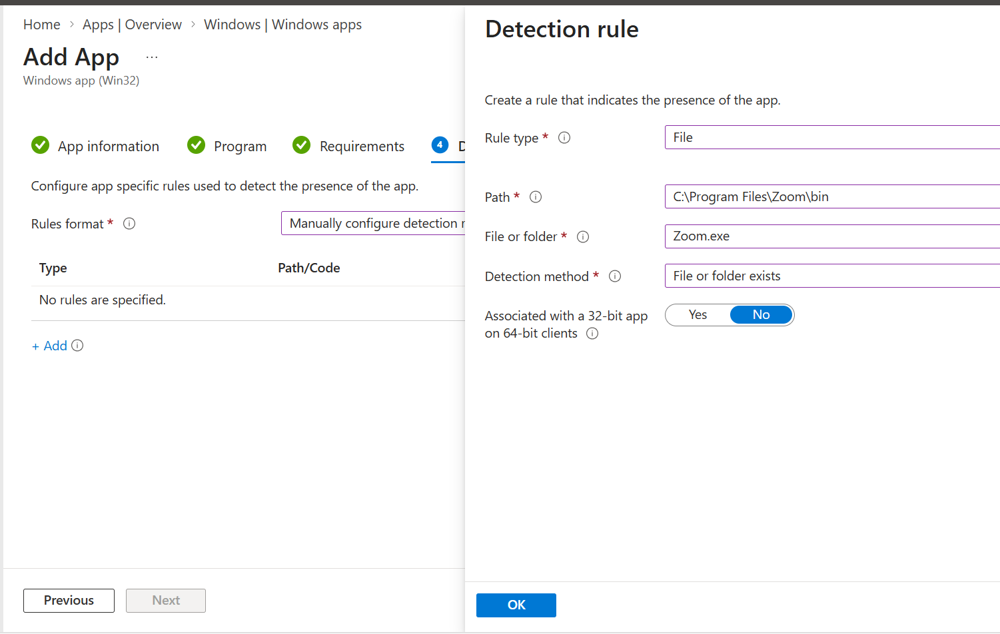 Home > Apps | Overview > Windows | Windows apps
Add App ...
Windows app (Win32)
App information Program Requirements 4 D
Configure app specific rules used to detect the presence of the app.
Rules format * Manually configure detection r
Type Path/Code
No rules are specified.
+ Add
Previous Next
Detection rule
Create a rule that indicates the presence of the app.
Rule type * File
Path * C:\Program Files\Zoom\bin
File or folder * Zoom.exe
Detection method * File or folder exists
Associated with a 32-bit app Yes No
on 64-bit clients
OK